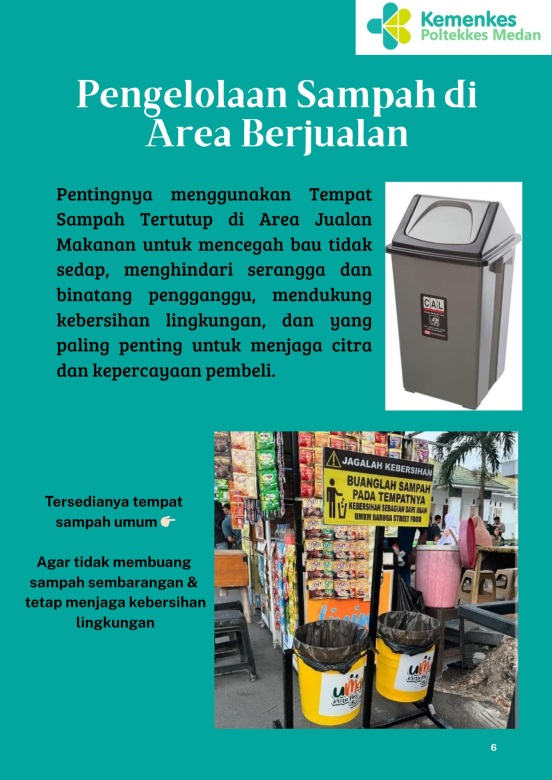 Kemenkes
Poltekkes Medan
Pengelolaan Sampah di
Area Berjualan
Pentingnya menggunakan Tempat
Sampah Tertutup di Area Jualan
Makanan untuk mencegah bau tidak
sedap, menghindari serangga dan
binatang pengganggu, mendukung
kebersihan lingkungan, dan yang
paling penting untuk menjaga citra
dan kepercayaan pembeli.
CAL
JAGALAH KEBERSIHAN
BUANGLAH SAMPAH
PADA TEMPATNYA
KEBERSIHAN SEBAGIAN DARI IMAN
UMKM BARUGA STREET FOOD
Tersedianya tempat
sampah umum 👉🏻
Agar tidak membuang
sampah sembarangan &
tetap menjaga kebersihan
lingkungan
6